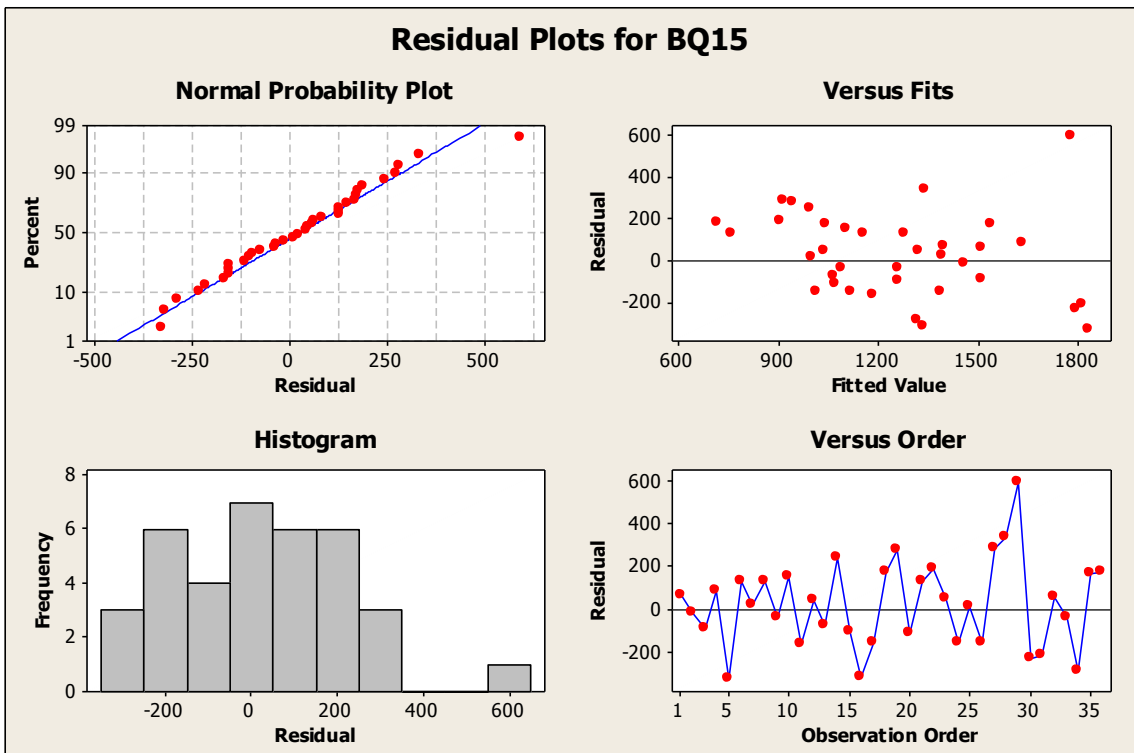 Residual Plots for BQ15
Normal Probability Plot
99
90
50
10
1
Percent
-500 -250 0 250 500
Residual
Versus Fits
600
400
200
0
-200
Residual
600 900 1200 1500 1800
Fitted Value
Histogram
8
6
4
2
0
Frequency
-200 0 200 400 600
Residual
Versus Order
600
400
200
0
-200
Residual
1 5 10 15 20 25 30 35
Observation Order